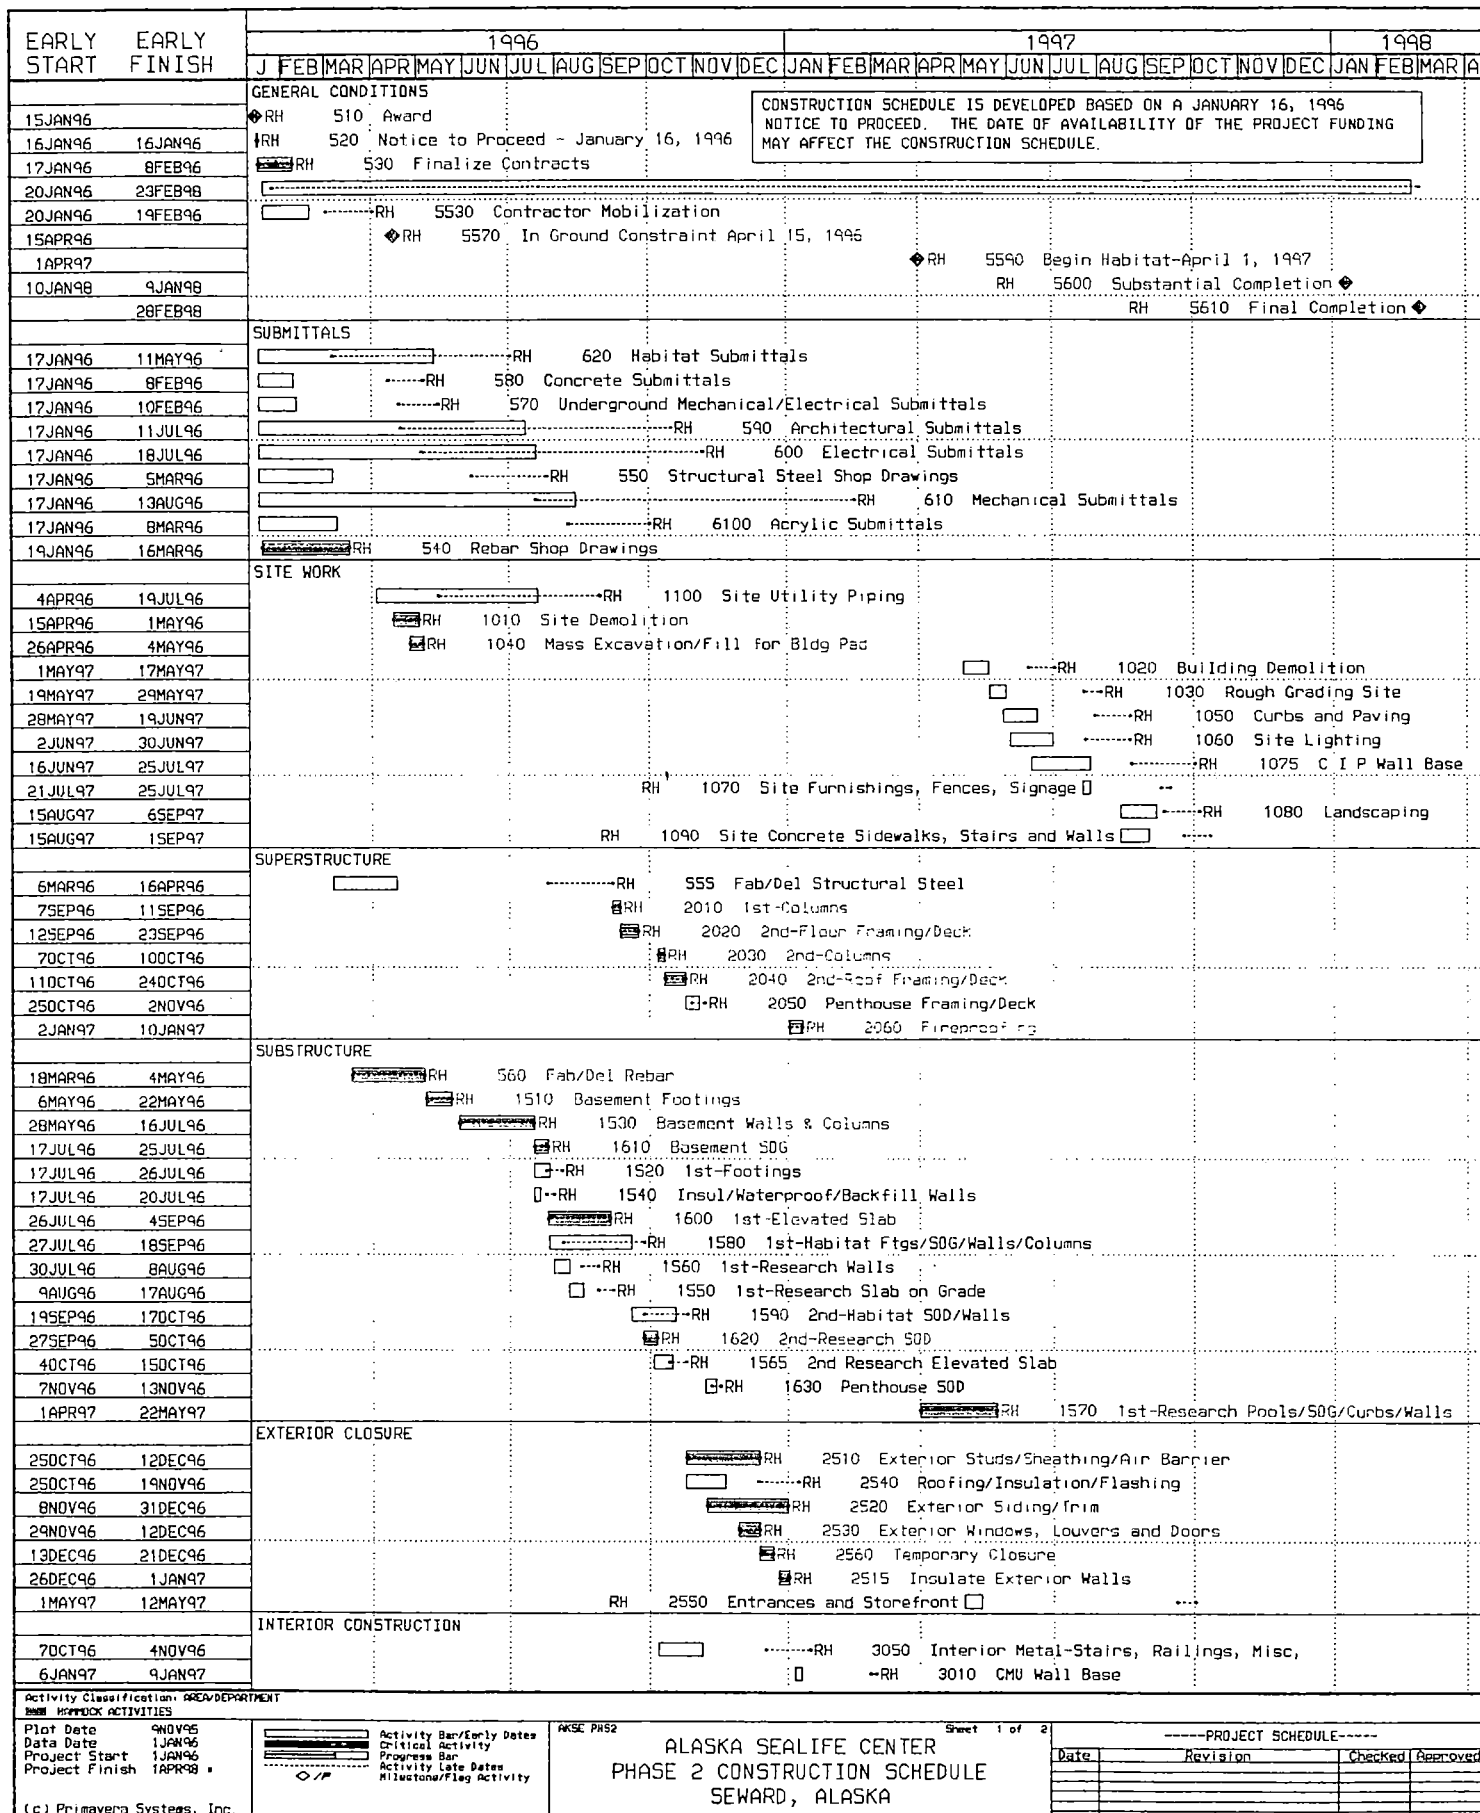 EARLY START EARLY FINISH
1996 1997 1998
J FEB MAR APR MAY JUN JUL AUG SEP OCT NOV DEC JAN FEB MAR APR MAY JUN JUL AUG SEP OCT NOV DEC JAN FEB MAR A
GENERAL CONDITIONS
CONSTRUCTION SCHEDULE IS DEVELOPED BASED ON A JANUARY 16, 1996
NOTICE TO PROCEED. THE DATE OF AVAILABILITY OF THE PROJECT FUNDING
MAY AFFECT THE CONSTRUCTION SCHEDULE.
15JAN96 RH 510 Award
16JAN96 16JAN96 RH 520 Notice to Proceed - January 16, 1996
17JAN96 8FEB96 RH 530 Finalize Contracts
20JAN96 23FEB98
20JAN96 19FEB96 RH 5530 Contractor Mobilization
15APR96 RH 5570 In Ground Constraint April 15, 1996
1APR97 RH 5590 Begin Habitat-April 1, 1997
10JAN98 9JAN98 RH 5600 Substantial Completion
28FEB98 RH 5610 Final Completion
SUBMITTALS
17JAN96 11MAY96 RH 620 Habitat Submittals
17JAN96 8FEB96 RH 580 Concrete Submittals
17JAN96 10FEB96 RH 570 Underground Mechanical/Electrical Submittals
17JAN96 11JUL96 RH 590 Architectural Submittals
17JAN96 18JUL96 RH 600 Electrical Submittals
17JAN96 5MAR96 RH 550 Structural Steel Shop Drawings
17JAN96 13AUG96 RH 610 Mechanical Submittals
17JAN96 8MAR96 RH 6100 Acrylic Submittals
19JAN96 16MAR96 RH 540 Rebar Shop Drawings
SITE WORK
4APR96 19JUL96 RH 1100 Site Utility Piping
15APR96 1MAY96 RH 1010 Site Demolition
26APR96 4MAY96 RH 1040 Mass Excavation/Fill for Bldg Pad
1MAY97 17MAY97 RH 1020 Building Demolition
19MAY97 29MAY97 RH 1030 Rough Grading Site
28MAY97 19JUN97 RH 1050 Curbs and Paving
2JUN97 30JUN97 RH 1060 Site Lighting
16JUN97 25JUL97 RH 1075 C I P Wall Base
21JUL97 25JUL97 RH 1070 Site Furnishings, Fences, Signage
15AUG97 6SEP97 RH 1080 Landscaping
15AUG97 1SEP97 RH 1090 Site Concrete Sidewalks, Stairs and Walls
SUPERSTRUCTURE
6MAR96 16APR96 RH 555 Fab/Del Structural Steel
7SEP96 11SEP96 RH 2010 1st-Columns
12SEP96 23SEP96 RH 2020 2nd-Floor Framing/Deck
7OCT96 10OCT96 RH 2030 2nd-Columns
11OCT96 24OCT96 RH 2040 2nd-Roof Framing/Deck
25OCT96 2NOV96 RH 2050 Penthouse Framing/Deck
2JAN97 10JAN97 RH 2060 Fireproofing
SUBSTRUCTURE
18MAR96 4MAY96 RH 560 Fab/Del Rebar
6MAY96 22MAY96 RH 1510 Basement Footings
28MAY96 16JUL96 RH 1530 Basement Walls & Columns
17JUL96 25JUL96 RH 1610 Basement SOG
17JUL96 26JUL96 RH 1520 1st-Footings
17JUL96 20JUL96 RH 1540 Insul/Waterproof/Backfill Walls
26JUL96 4SEP96 RH 1600 1st-Elevated Slab
27JUL96 18SEP96 RH 1580 1st-Habitat Ftgs/SOG/Walls/Columns
30JUL96 8AUG96 RH 1560 1st-Research Walls
9AUG96 17AUG96 RH 1550 1st-Research Slab on Grade
19SEP96 17OCT96 RH 1590 2nd-Habitat SOD/Walls
27SEP96 5OCT96 RH 1620 2nd-Research SOD
4OCT96 15OCT96 RH 1565 2nd Research Elevated Slab
7NOV96 13NOV96 RH 1630 Penthouse SOD
1APR97 22MAY97 RH 1570 1st-Research Pools/SOG/Curbs/Walls
EXTERIOR CLOSURE
25OCT96 12DEC96 RH 2510 Exterior Studs/Sheathing/Air Barrier
25OCT96 19NOV96 RH 2540 Roofing/Insulation/Flashing
8NOV96 31DEC96 RH 2520 Exterior Siding/Trim
29NOV96 12DEC96 RH 2530 Exterior Windows, Louvers and Doors
13DEC96 21DEC96 RH 2560 Temporary Closure
26DEC96 1JAN97 RH 2515 Insulate Exterior Walls
1MAY97 12MAY97 RH 2550 Entrances and Storefront
INTERIOR CONSTRUCTION
7OCT96 4NOV96 RH 3050 Interior Metal-Stairs, Railings, Misc,
6JAN97 9JAN97 RH 3010 CMU Wall Base
Activity Classification: AREA/DEPARTMENT
HAMMOCK ACTIVITIES
Plot Date 9NOV95
Data Date 1JAN96
Project Start 1JAN96
Project Finish 1APR98
(c) Primavera Systems, Inc.
Activity Bar/Early Dates
Critical Activity
Progress Bar
Activity Late Dates
Milestone/Flag Activity
AKSE PHS2 Sheet 1 of 2
ALASKA SEALIFE CENTER
PHASE 2 CONSTRUCTION SCHEDULE
SEWARD, ALASKA
-----PROJECT SCHEDULE-----
Date Revision Checked Approved